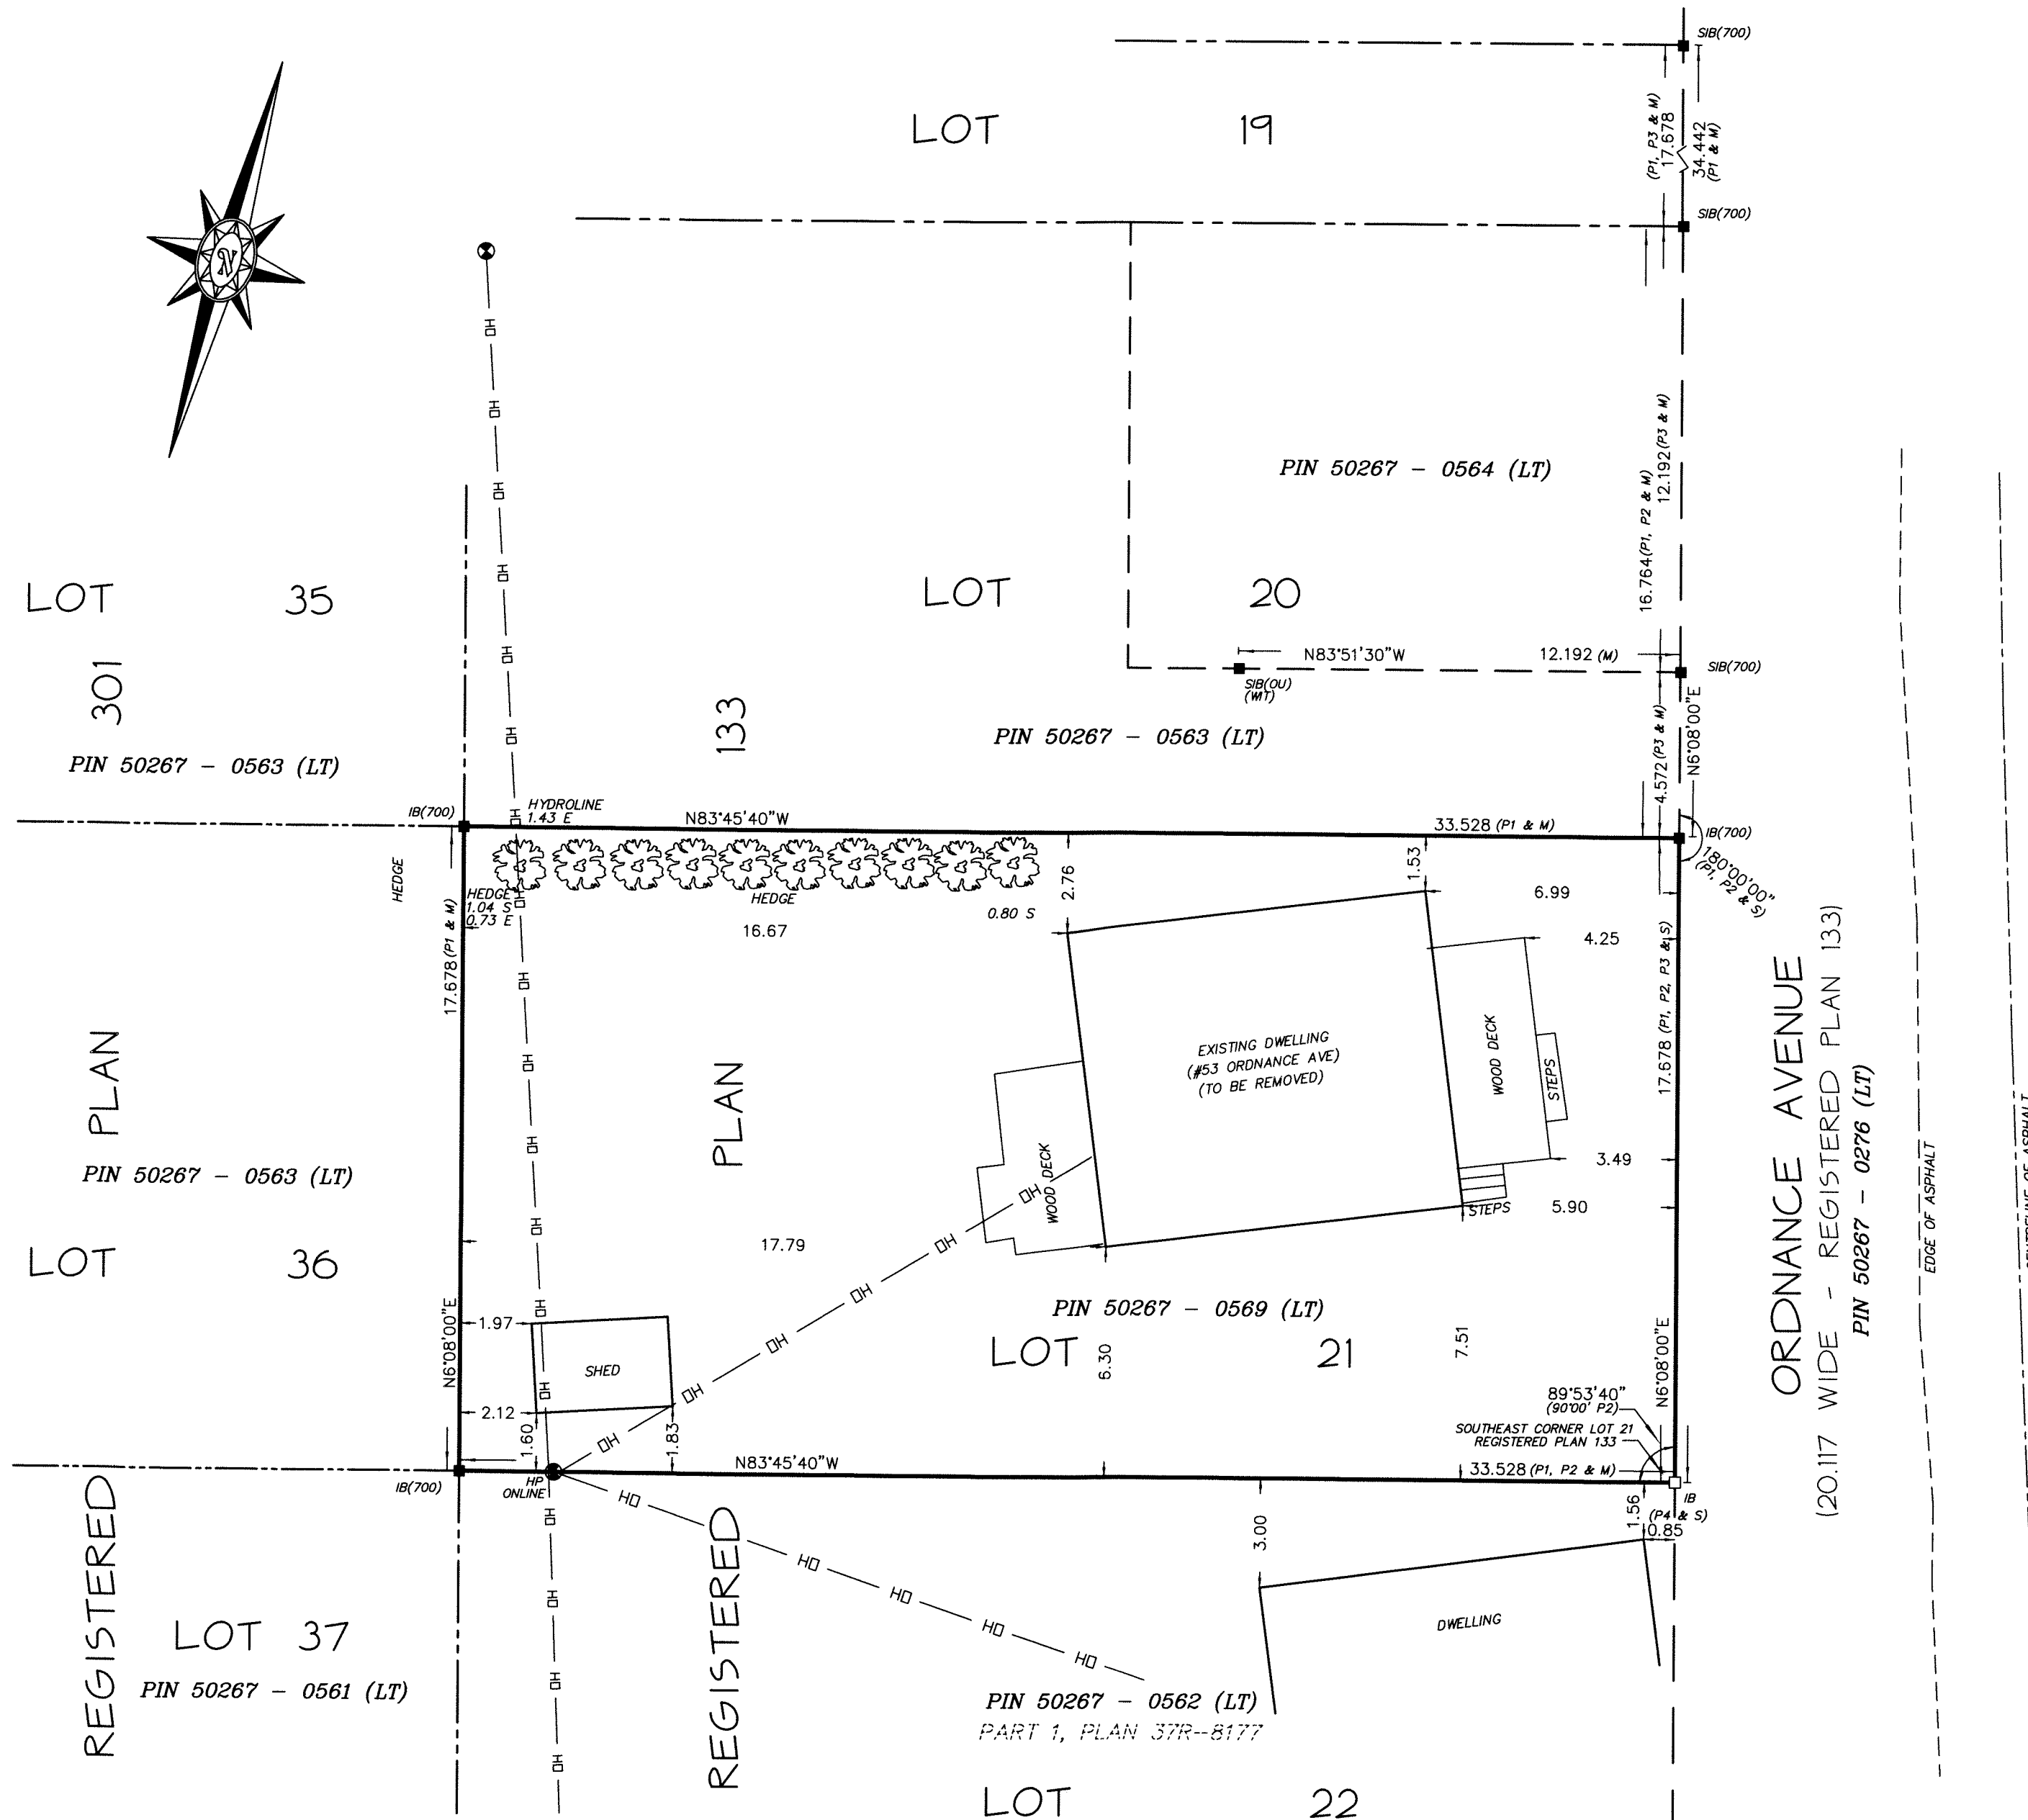 SIB(700)
LOT 19
(P1, P3 & M)
17.678
34.442
(P1 & M)
N
SIB(700)
PIN 50267 - 0564 (LT)
16.764(P1, P2 & M)
12.192(P3 & M)
LOT 35
LOT 20
301
133
N83°51'30"W
12.192 (M)
SIB(700)
SIB(OU)
(WIT)
PIN 50267 - 0563 (LT)
PIN 50267 - 0563 (LT)
4.572(P3 & M)
N6°08'00"E
IB(700)
HYDROLINE
1.43 E
N83°45'40"W
33.528 (P1 & M)
IB(700)
180°00'00"
(P1, P2 & S)
HEDGE
HEDGE
1.04 S
0.73 E
HEDGE
0.80 S
2.76
1.53
6.99
16.67
4.25
17.678(P1 & M)
17.678 (P1, P2, P3 & S)
EXISTING DWELLING
(#53 ORDNANCE AVE)
(TO BE REMOVED)
WOOD DECK
STEPS
WOOD DECK
3.49
STEPS
5.90
PLAN
PLAN
PIN 50267 - 0563 (LT)
LOT 36
17.79
PIN 50267 - 0569 (LT)
LOT 21
6.30
7.51
N6°08'00"E
1.97
SHED
2.12
1.60
1.83
N6°08'00"E
89°53'40"
(90°00' P2)
SOUTHEAST CORNER LOT 21
REGISTERED PLAN 133
N83°45'40"W
33.528 (P1, P2 & M)
IB(700)
HP
ONLINE
IB
(P4 & S)
1.56
0.85
3.00
DWELLING
ORDNANCE AVENUE
(20.117 WIDE - REGISTERED PLAN 133)
PIN 50267 - 0276 (LT)
EDGE OF ASPHALT
CENTRELINE OF ASPHALT
REGISTERED
REGISTERED
LOT 37
PIN 50267 - 0561 (LT)
PIN 50267 - 0562 (LT)
PART 1, PLAN 37R--8177
LOT 22